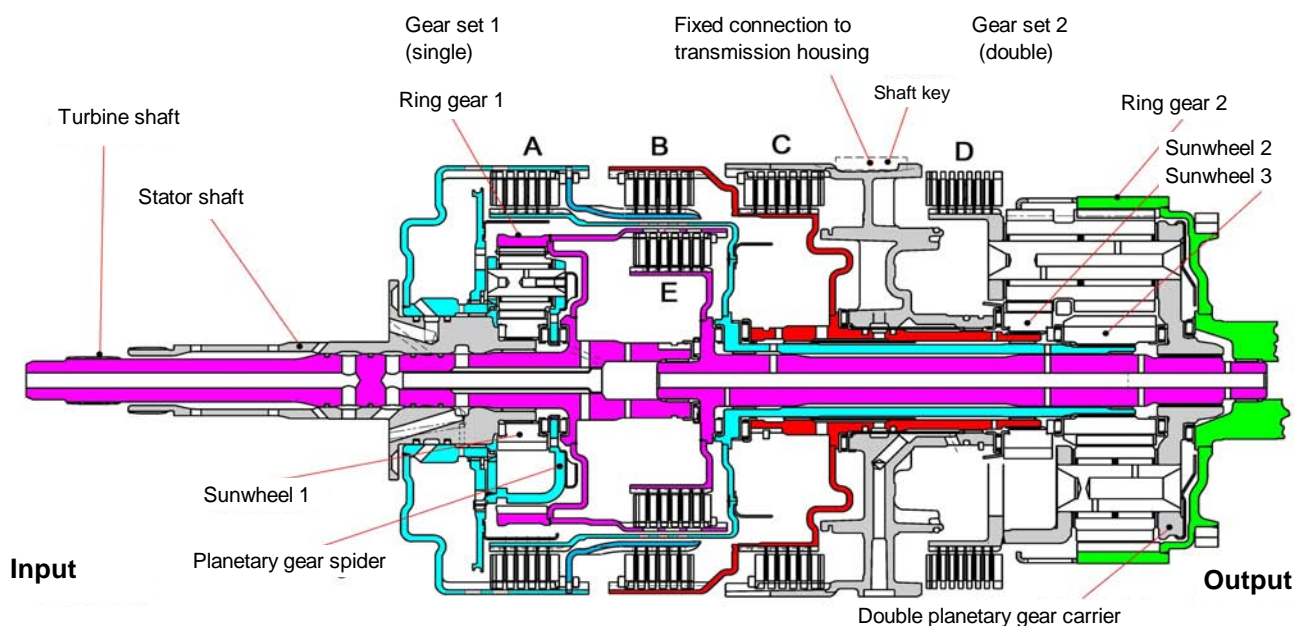 Gear set 1
(single)
Fixed connection to
transmission housing
Gear set 2
(double)
Shaft key
Ring gear 1
Ring gear 2
Turbine shaft
Sunwheel 2
Sunwheel 3
A
B
C
D
Stator shaft
E
Sunwheel 1
Planetary gear spider
Input
Output
Double planetary gear carrier